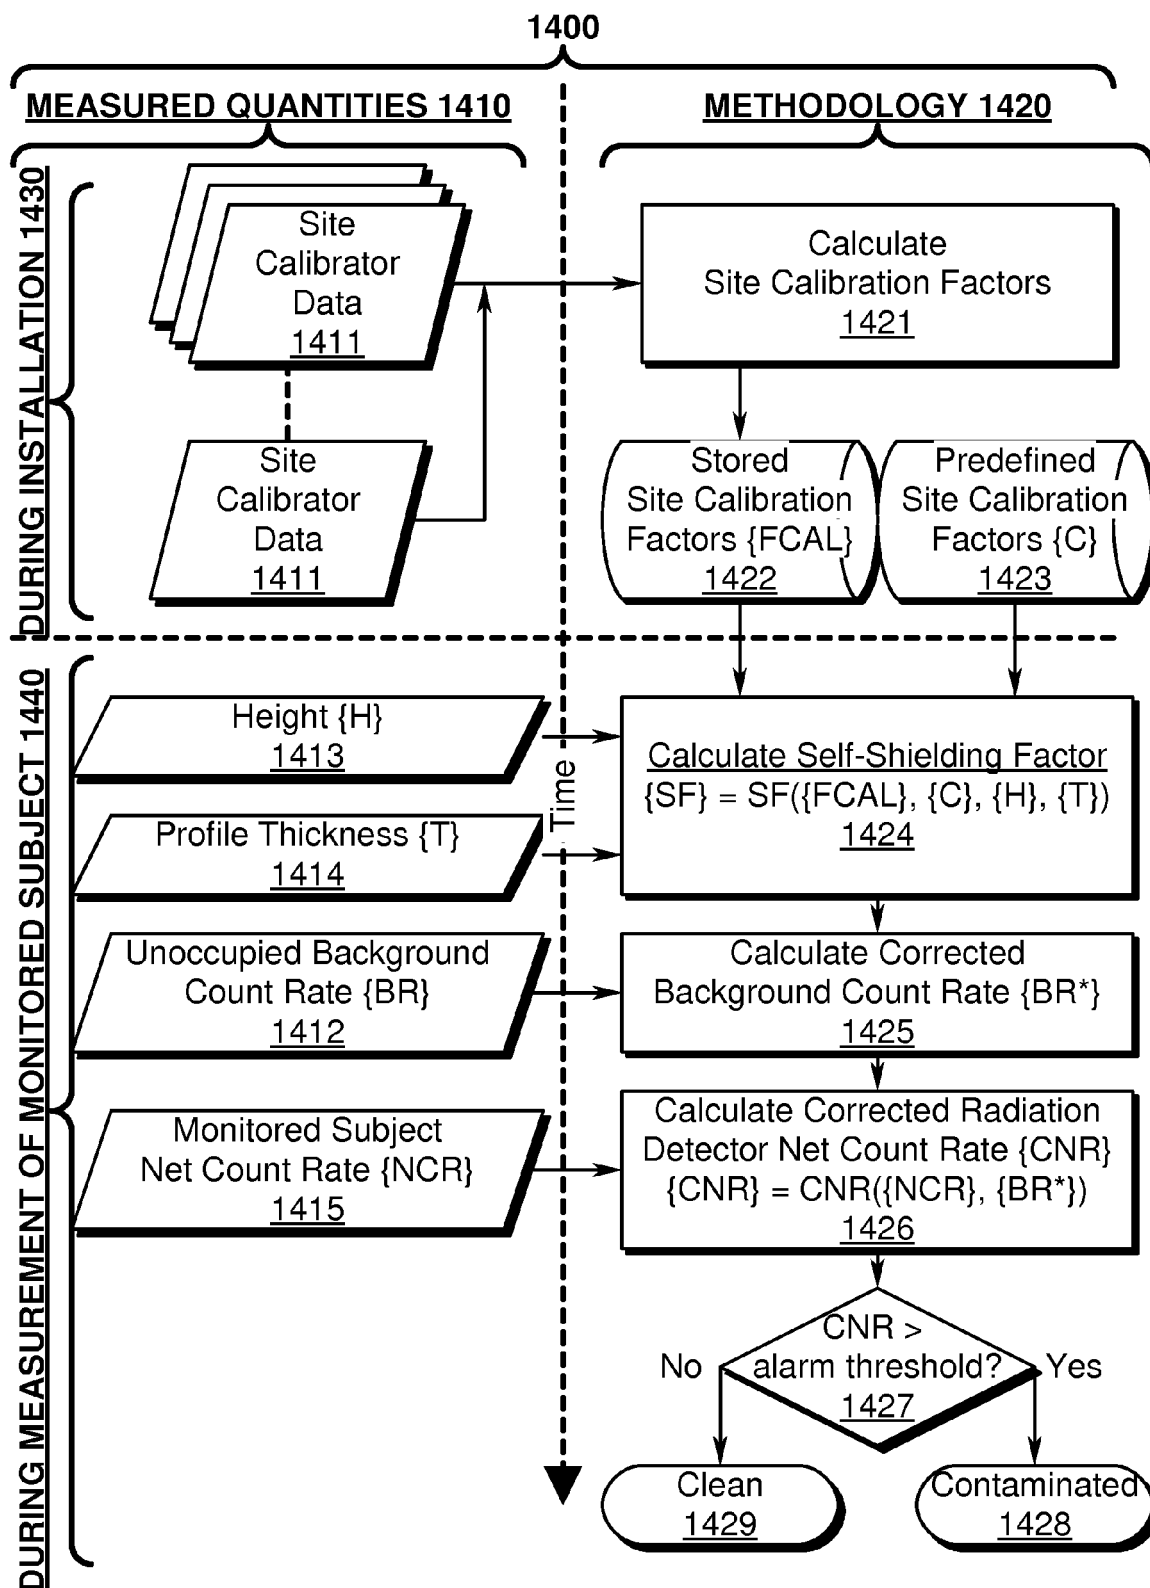 1400
MEASURED QUANTITIES 1410
METHODOLOGY 1420
DURING INSTALLATION 1430
Site
Calibrator
Data
1411
Site
Calibrator
Data
1411
Calculate
Site Calibration Factors
1421
Stored
Site Calibration
Factors {FCAL}
1422
Predefined
Site Calibration
Factors {C}
1423
DURING MEASUREMENT OF MONITORED SUBJECT 1440
Time
Height {H}
1413
Profile Thickness {T}
1414
Unoccupied Background
Count Rate {BR}
1412
Monitored Subject
Net Count Rate {NCR}
1415
Calculate Self-Shielding Factor
{SF} = SF({FCAL}, {C}, {H}, {T})
1424
Calculate Corrected
Background Count Rate {BR*}
1425
Calculate Corrected Radiation
Detector Net Count Rate {CNR}
{CNR} = CNR({NCR}, {BR*})
1426
CNR >
alarm threshold?
1427
No
Yes
Clean
1429
Contaminated
1428